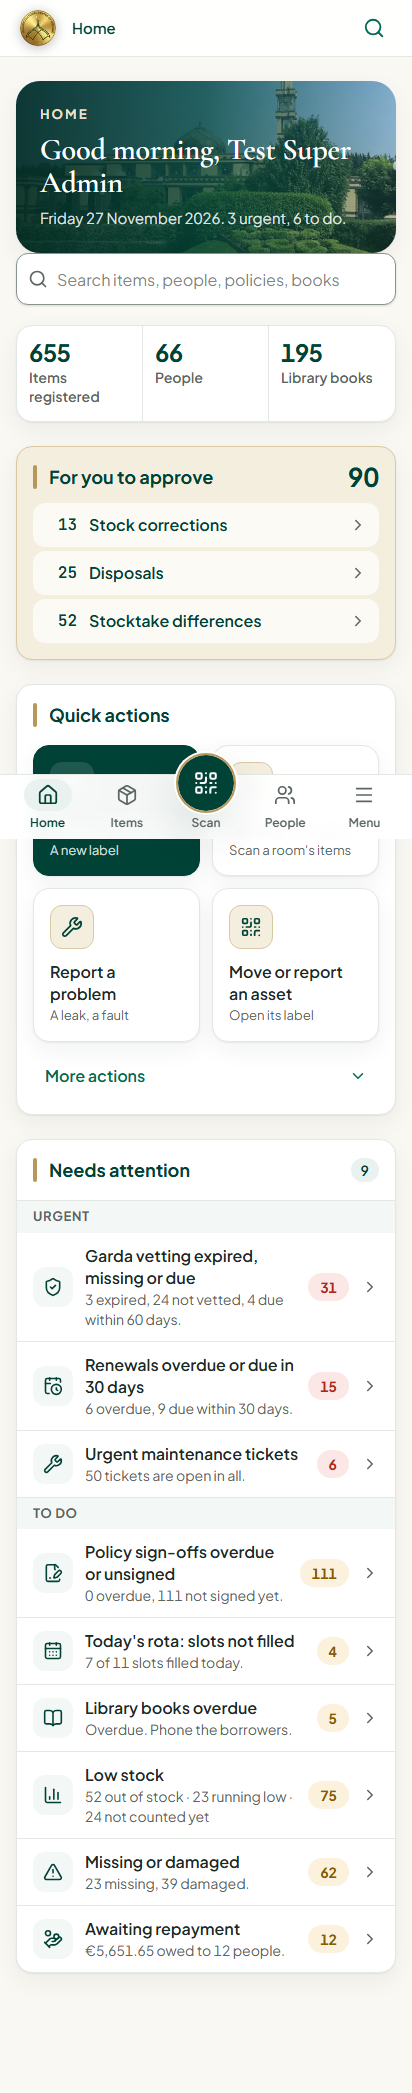 Home
HOME
Good morning, Test Super
Admin
Friday 27 November 2026. 3 urgent, 6 to do.
Search items, people, policies, books
655
Items
registered
66
People
195
Library books
For you to approve
90
13 Stock corrections
25 Disposals
52 Stocktake differences
Quick actions
Home
Items
Scan
People
Menu
A new label
Scan a room's items
Report a
problem
A leak, a fault
Move or report
an asset
Open its label
More actions
Needs attention
9
URGENT
Garda vetting expired,
missing or due
3 expired, 24 not vetted, 4 due
within 60 days.
31
Renewals overdue or due in
30 days
6 overdue, 9 due within 30 days.
15
Urgent maintenance tickets
50 tickets are open in all.
6
TO DO
Policy sign-offs overdue
or unsigned
0 overdue, 111 not signed yet.
111
Today's rota: slots not filled
7 of 11 slots filled today.
4
Library books overdue
Overdue. Phone the borrowers.
5
Low stock
52 out of stock · 23 running low ·
24 not counted yet
75
Missing or damaged
23 missing, 39 damaged.
62
Awaiting repayment
€5,651.65 owed to 12 people.
12